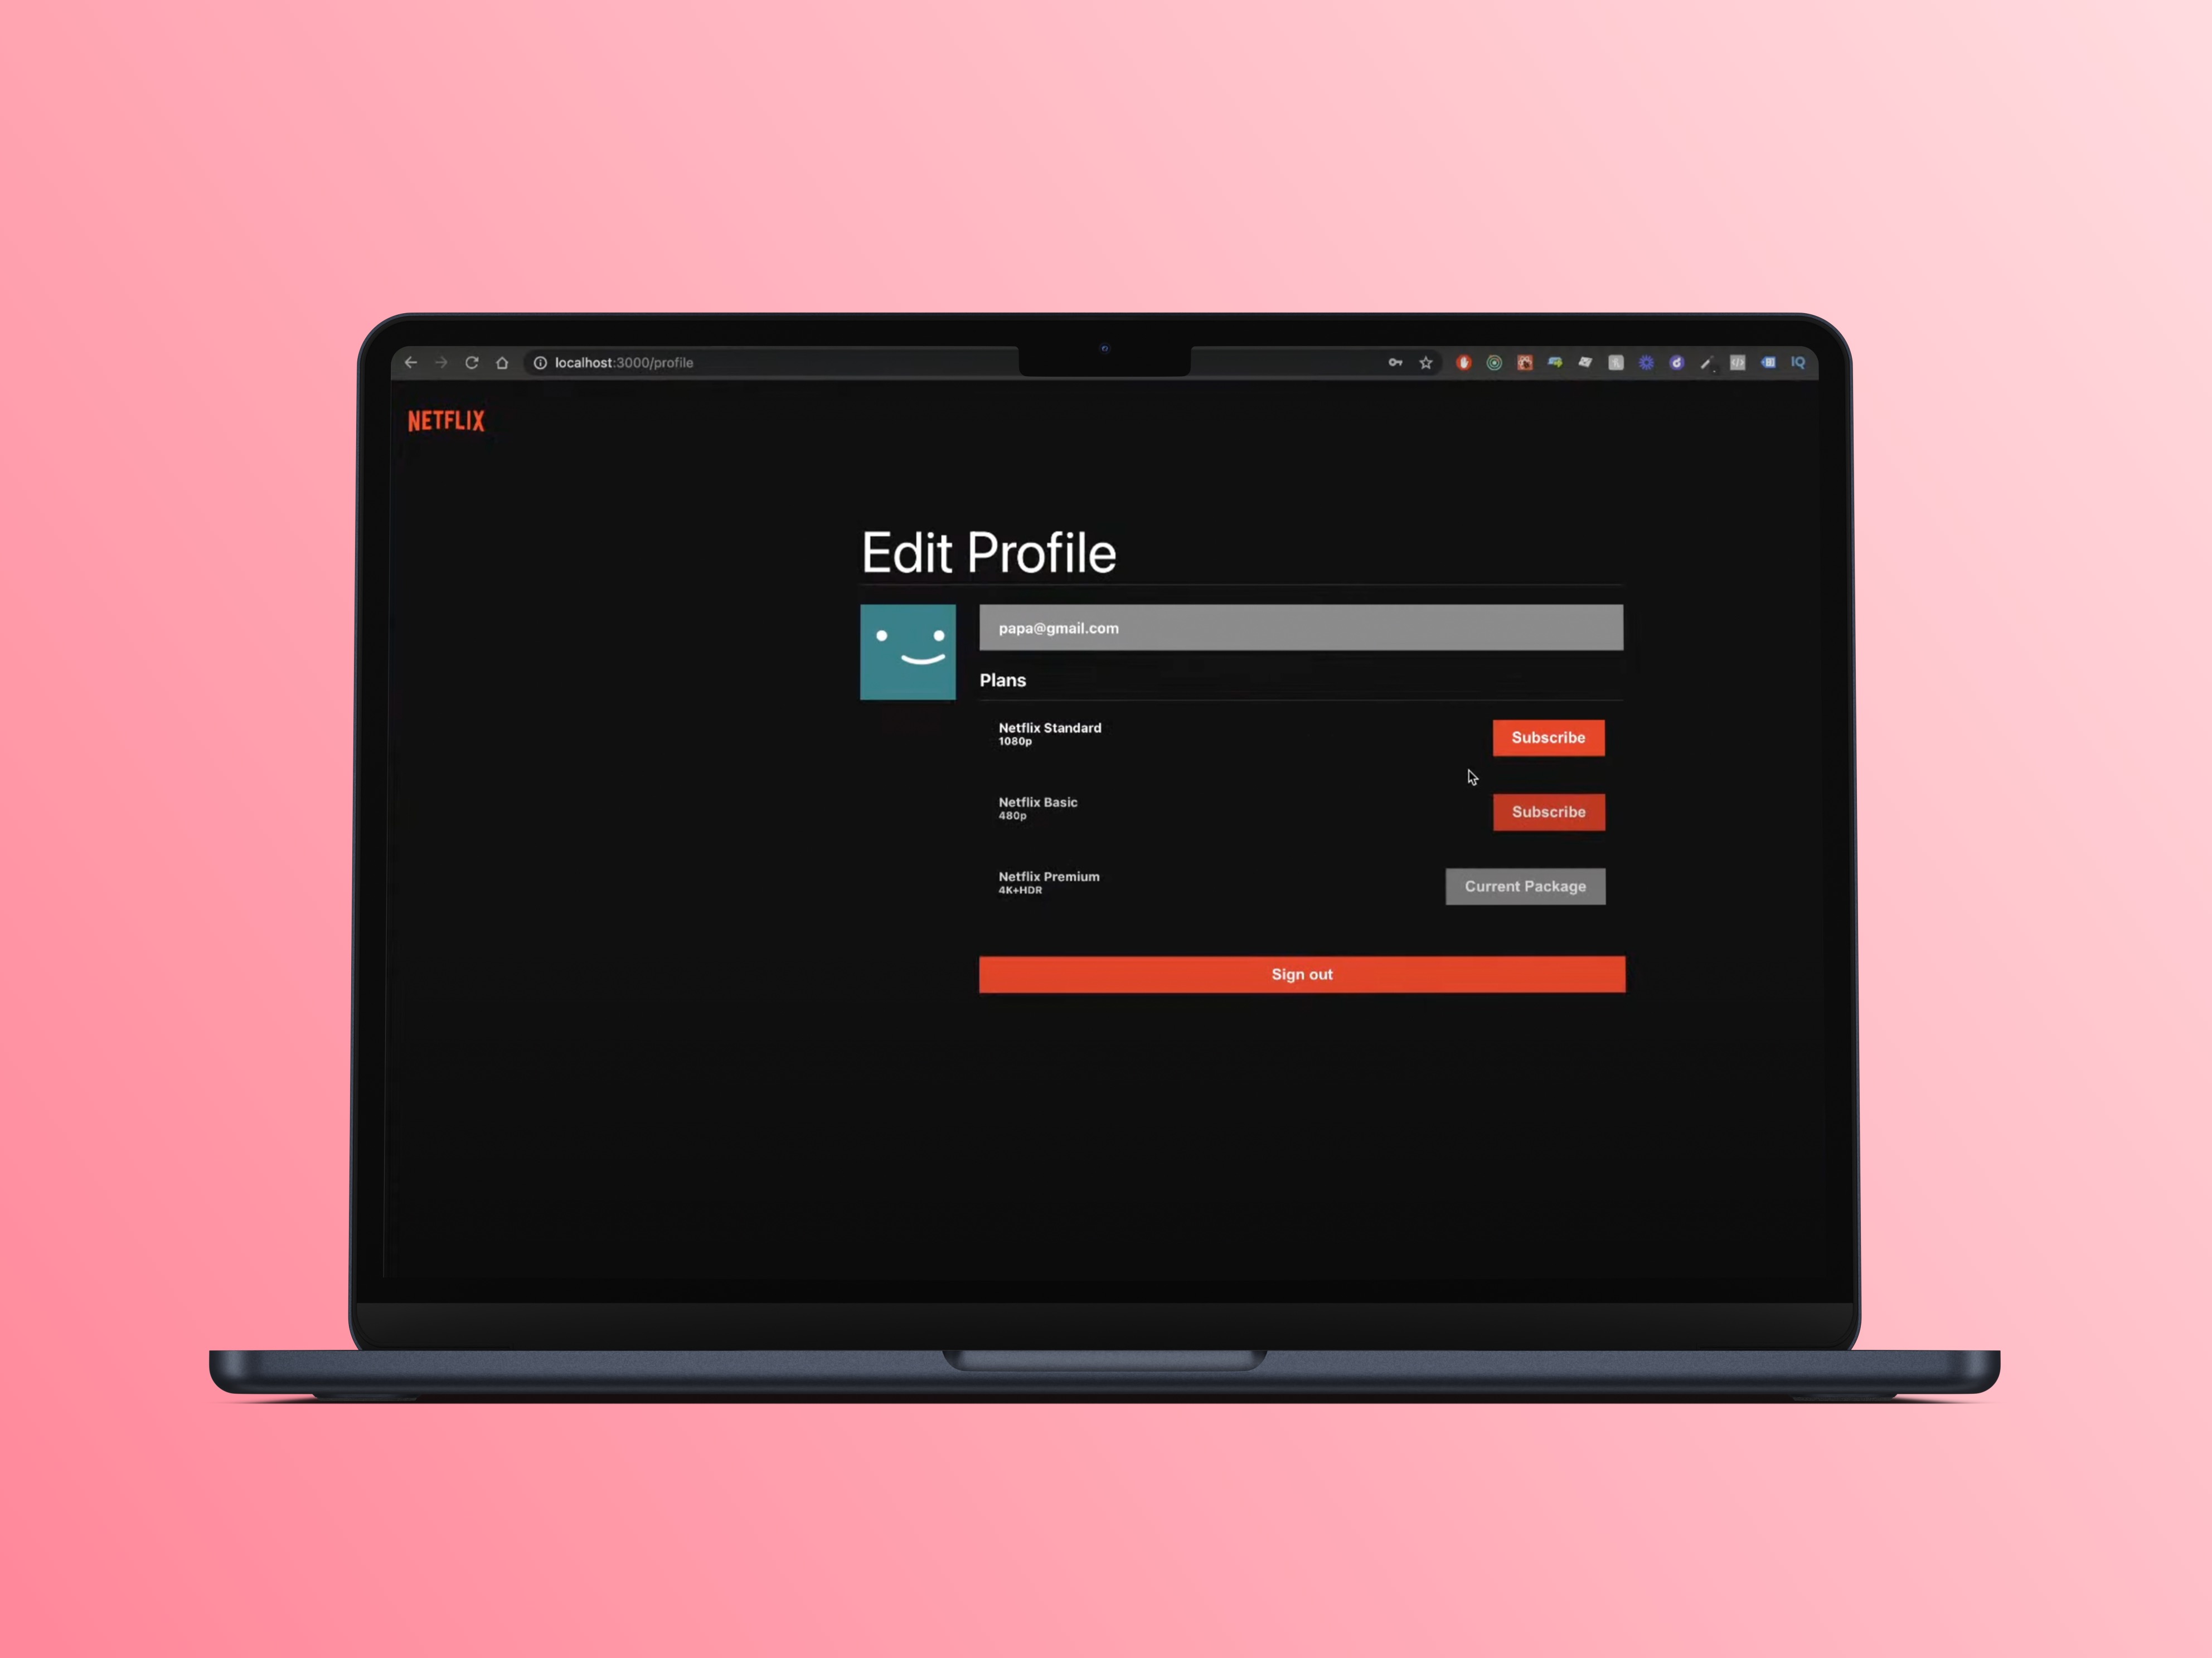 localhost:3000/profile
IQ
NETFLIX
Edit Profile
papa@gmail.com
Plans
Netflix Standard
1080p
Subscribe
Netflix Basic
480p
Subscribe
Netflix Premium
4K+HDR
Current Package
Sign out